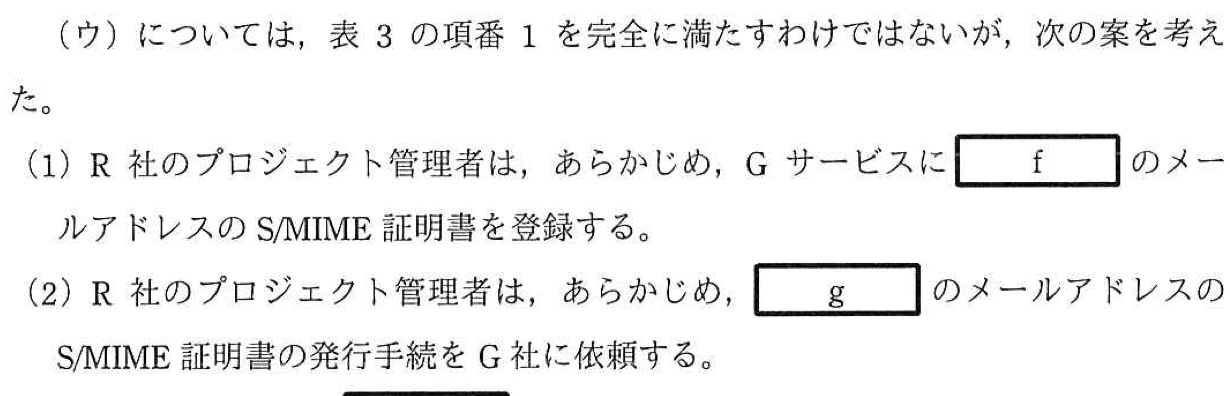 （ウ）については，表 3 の項番 1 を完全に満たすわけではないが，次の案を考え
た。
（1）R 社のプロジェクト管理者は，あらかじめ，G サービスに f のメー
ルアドレスの S/MIME 証明書を登録する。
（2）R 社のプロジェクト管理者は，あらかじめ， g のメールアドレスの
S/MIME 証明書の発行手続を G 社に依頼する。